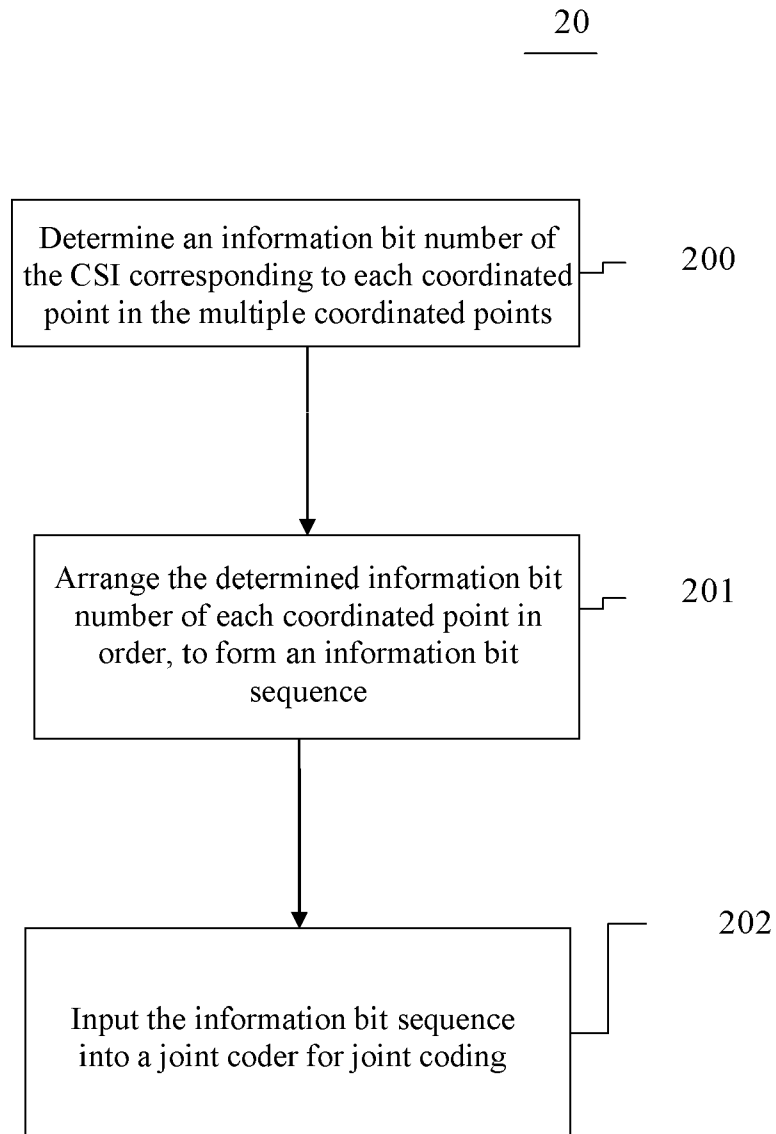 20
Determine an information bit number of
the CSI corresponding to each coordinated
point in the multiple coordinated points
200
Arrange the determined information bit
number of each coordinated point in
order, to form an information bit
sequence
201
Input the information bit sequence
into a joint coder for joint coding
202